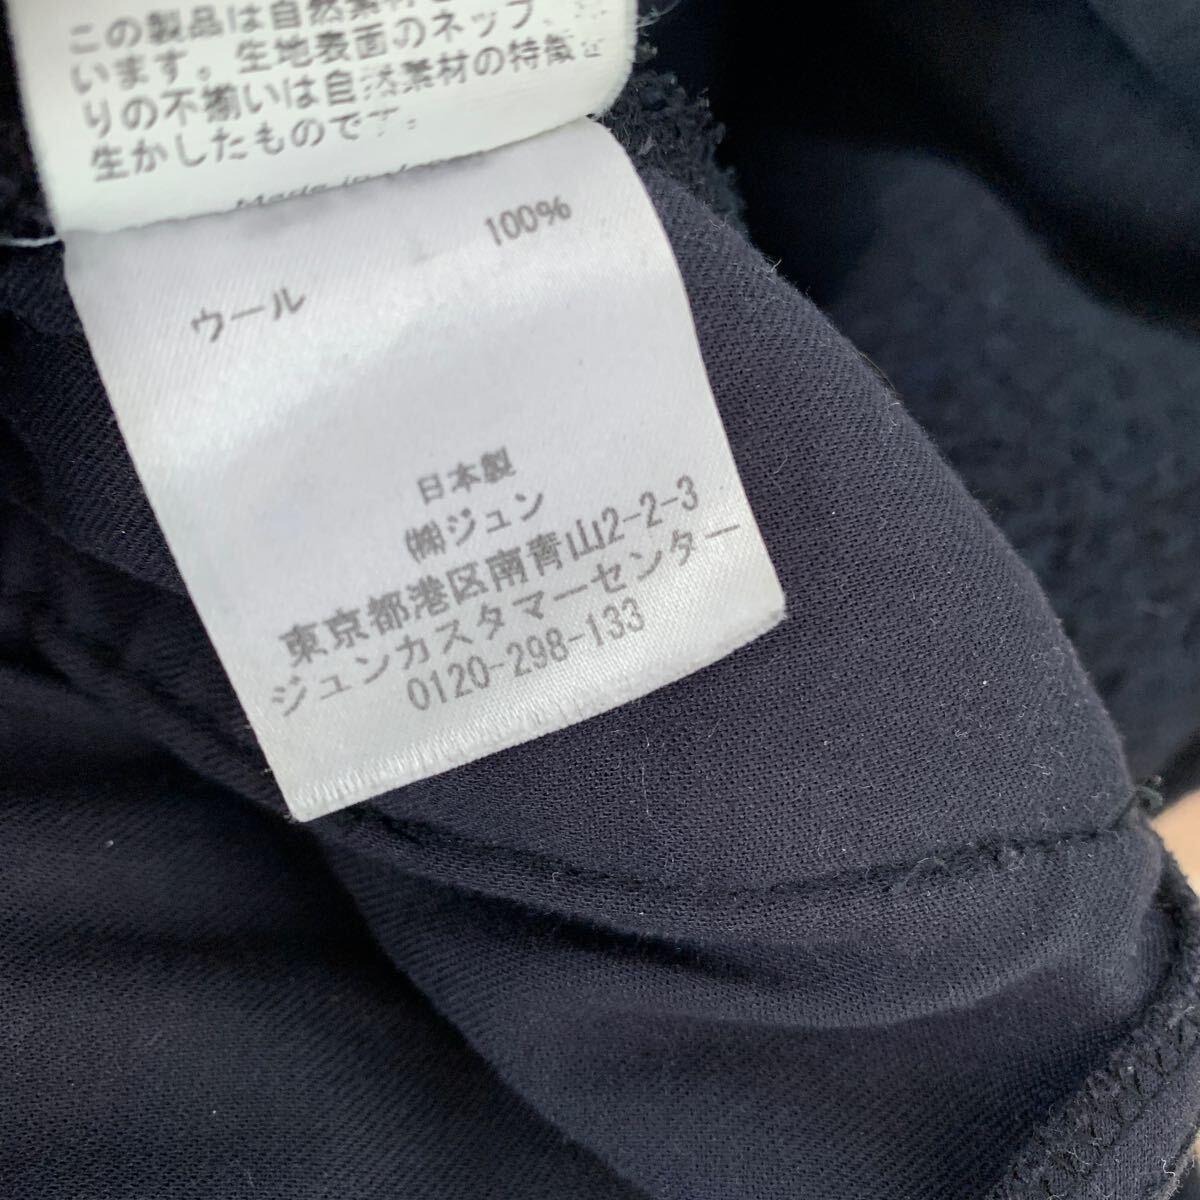 この製品は自然素材を
います。生地表面のネップ、
りの不揃いは自然素材の特徴を
生かしたものです。
Made in Japan
100%
ウール
日本製
㈱ジュン
東京都港区南青山2-2-3
ジュンカスタマーセンター
0120-298-133